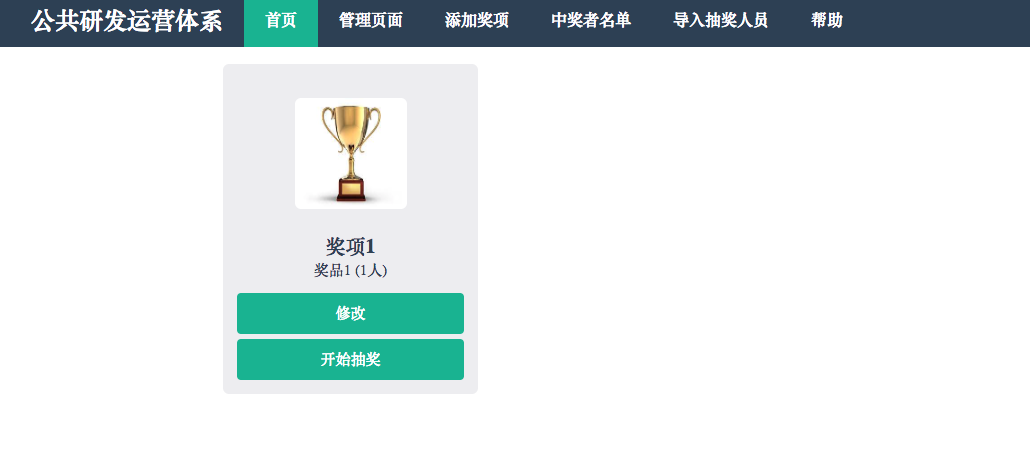 公共研发运营体系 首页 管理页面 添加奖项 中奖者名单 导入抽奖人员 帮助
奖项1
奖品1 (1人)
修改
开始抽奖